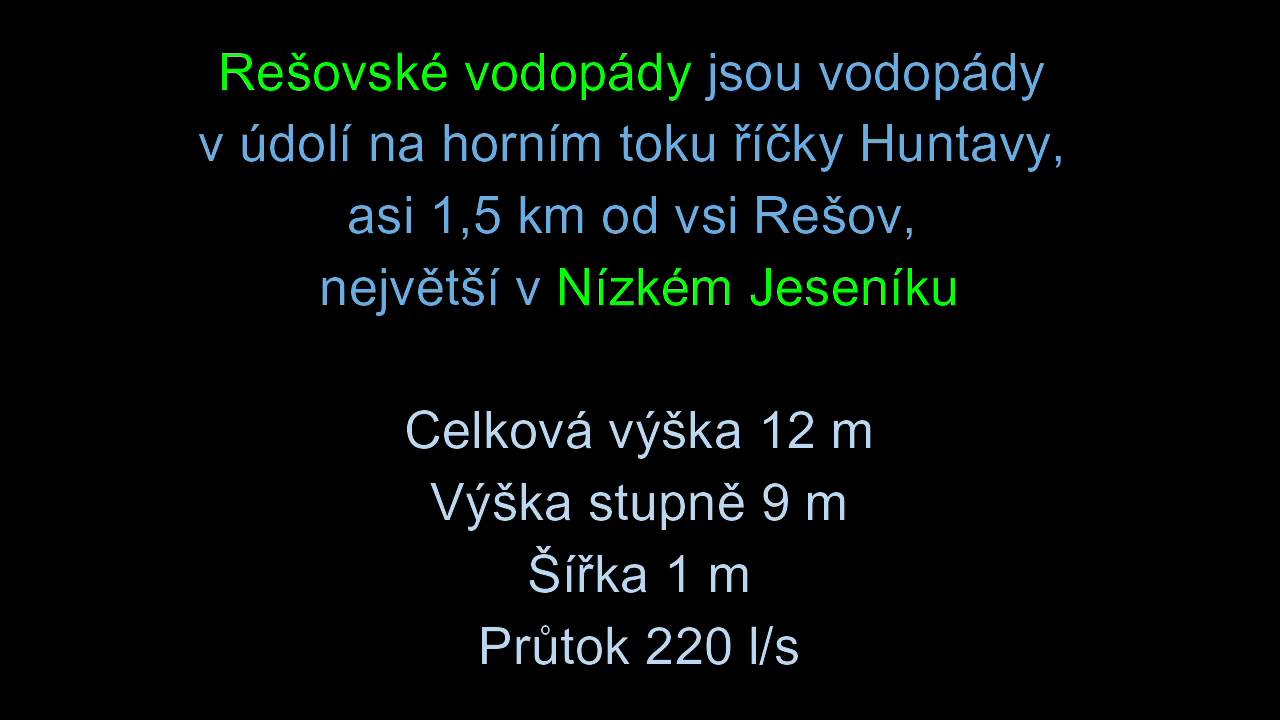 Rešovské vodopády jsou vodopády
v údolí na horním toku říčky Huntavy,
asi 1,5 km od vsi Rešov,
největší v Nízkém Jeseníku
Celková výška 12 m
Výška stupně 9 m
Šířka 1 m
Průtok 220 l/s